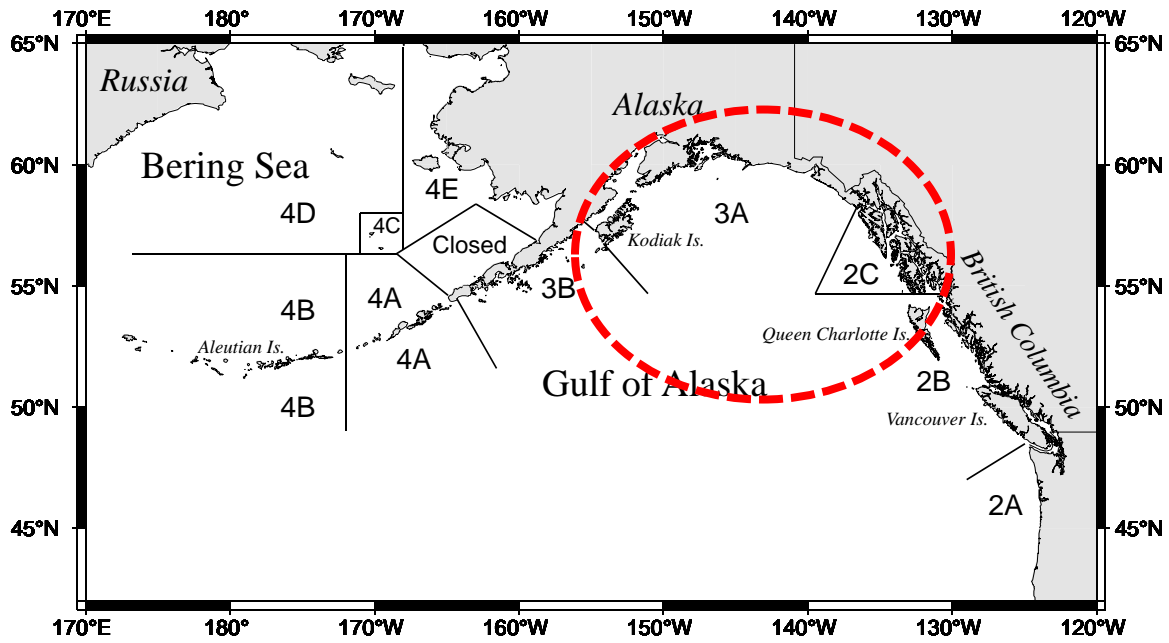 170°E 180° 170°W 160°W 150°W 140°W 130°W 120°W
65°N 65°N
Russia
Alaska
60°N 60°N
Bering Sea
4E
4D
3A
4C
Kodiak Is.
Closed
2C
British Columbia
55°N 55°N
3B
4A
4B
Queen Charlotte Is.
Aleutian Is.
4A
Gulf of Alaska
2B
50°N 50°N
4B
Vancouver Is.
2A
45°N 45°N
170°E 180° 170°W 160°W 150°W 140°W 130°W 120°W